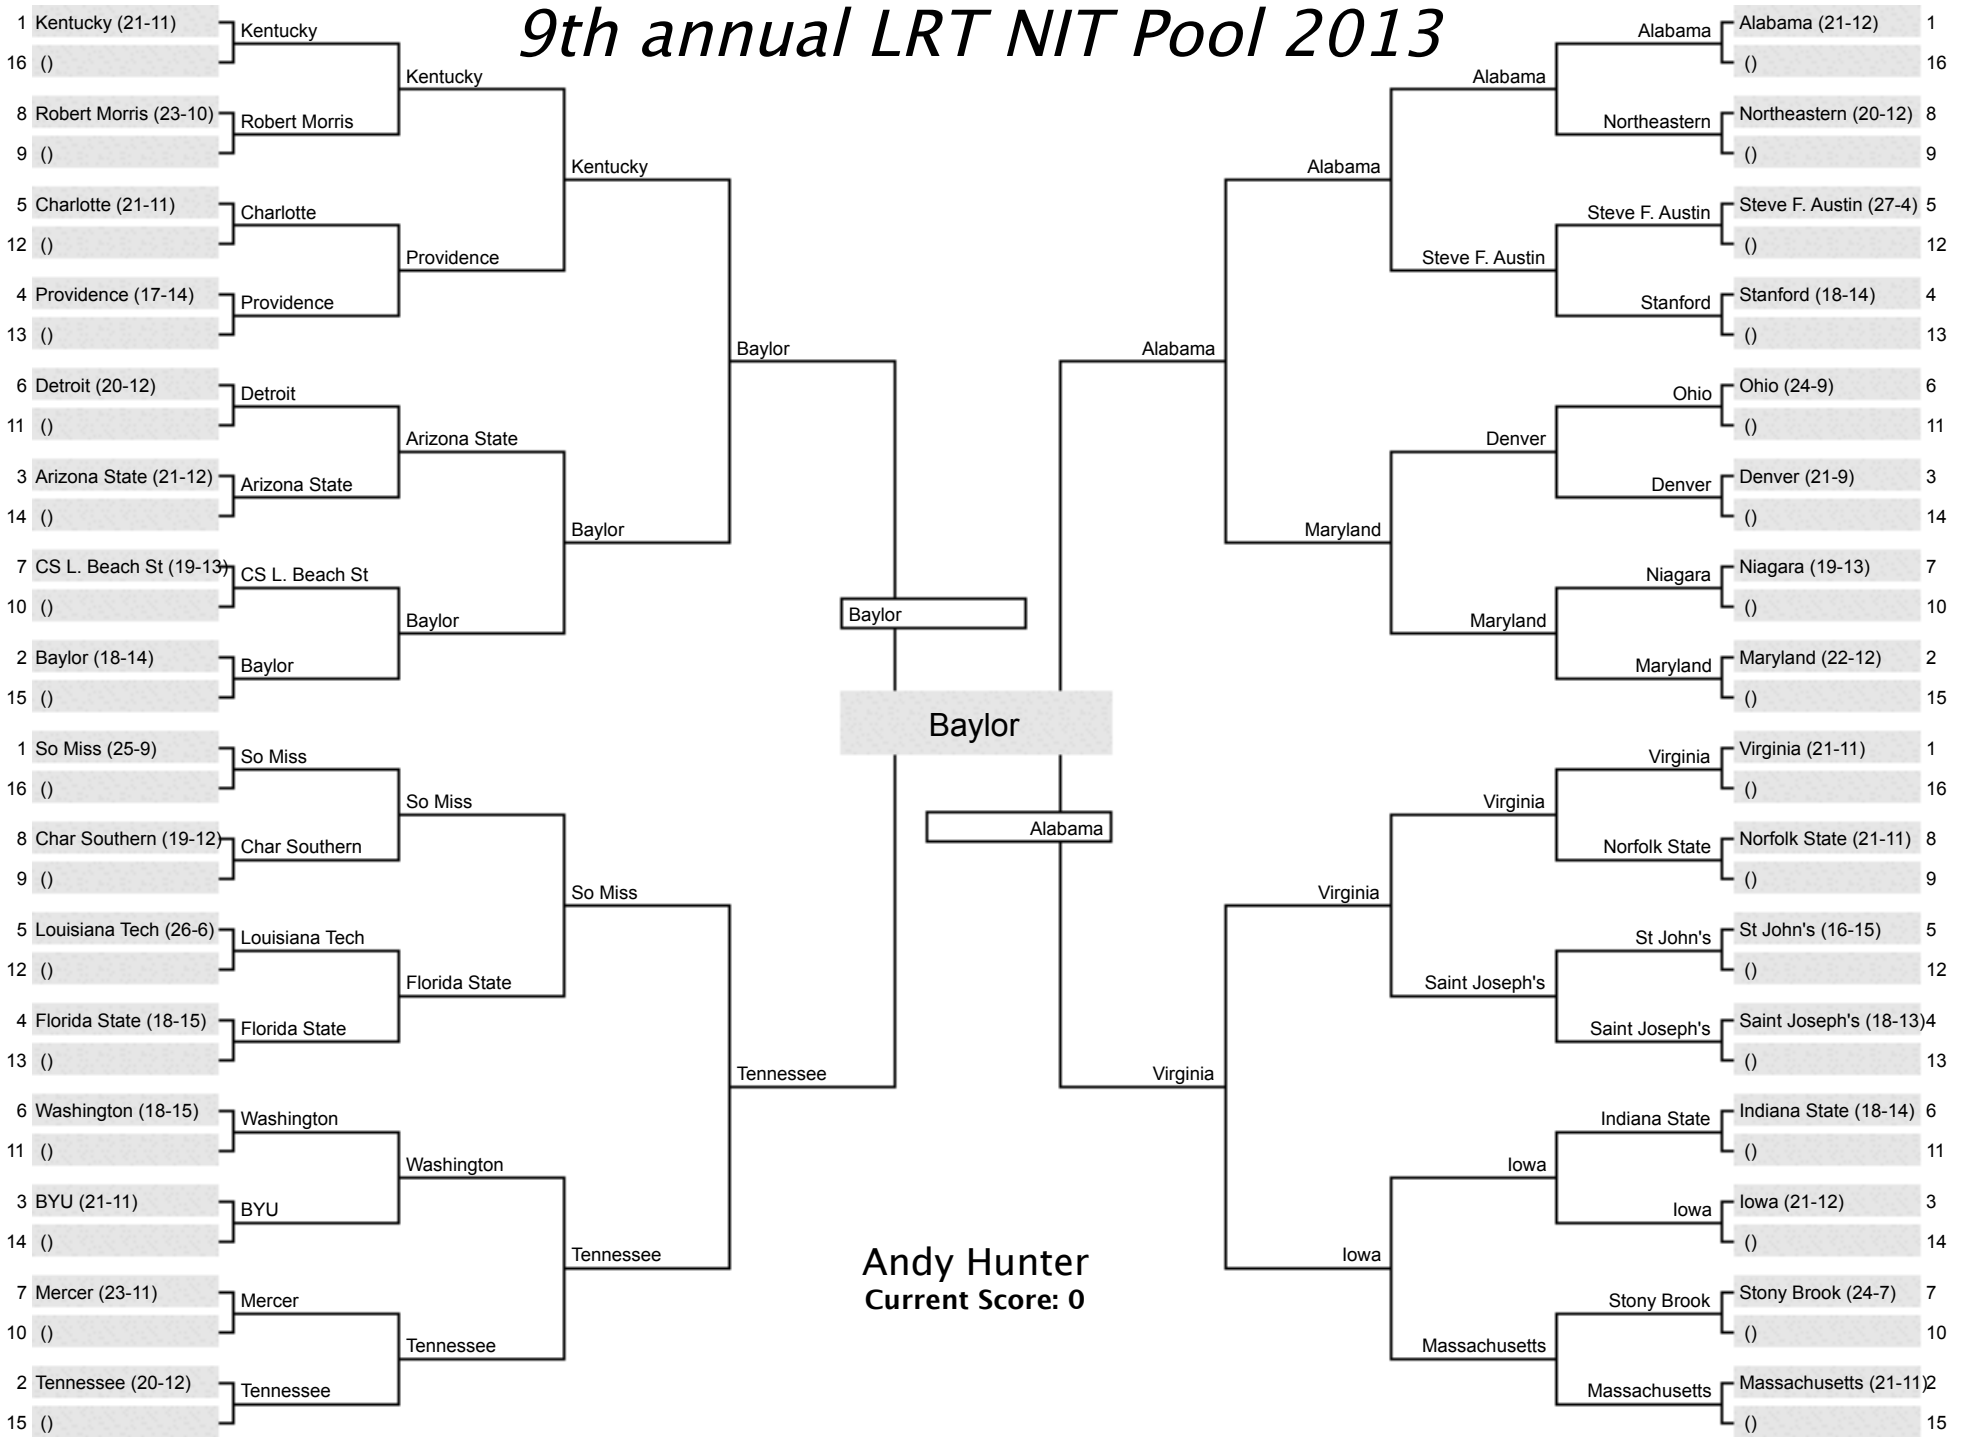 9th annual LRT NIT Pool 2013
1 Kentucky (21-11)
16 ()
8 Robert Morris (23-10)
9 ()
5 Charlotte (21-11)
12 ()
4 Providence (17-14)
13 ()
6 Detroit (20-12)
11 ()
3 Arizona State (21-12)
14 ()
7 CS L. Beach St (19-13)
10 ()
2 Baylor (18-14)
15 ()
1 So Miss (25-9)
16 ()
8 Char Southern (19-12)
9 ()
5 Louisiana Tech (26-6)
12 ()
4 Florida State (18-15)
13 ()
6 Washington (18-15)
11 ()
3 BYU (21-11)
14 ()
7 Mercer (23-11)
10 ()
2 Tennessee (20-12)
15 ()
Kentucky
Robert Morris
Charlotte
Providence
Detroit
Arizona State
CS L. Beach St
Baylor
So Miss
Char Southern
Louisiana Tech
Florida State
Washington
BYU
Mercer
Tennessee
Kentucky
Providence
Arizona State
Baylor
So Miss
Florida State
Washington
Tennessee
Kentucky
Baylor
So Miss
Tennessee
Baylor
Tennessee
Baylor
Baylor
Alabama
Andy Hunter
Current Score: 0
Alabama
Virginia
Alabama
Maryland
Virginia
Iowa
Alabama
Steve F. Austin
Denver
Maryland
Virginia
Saint Joseph's
Iowa
Massachusetts
Alabama
Northeastern
Steve F. Austin
Stanford
Ohio
Denver
Niagara
Maryland
Virginia
Norfolk State
St John's
Saint Joseph's
Indiana State
Iowa
Stony Brook
Massachusetts
Alabama (21-12) 1
() 16
Northeastern (20-12) 8
() 9
Steve F. Austin (27-4) 5
() 12
Stanford (18-14) 4
() 13
Ohio (24-9) 6
() 11
Denver (21-9) 3
() 14
Niagara (19-13) 7
() 10
Maryland (22-12) 2
() 15
Virginia (21-11) 1
() 16
Norfolk State (21-11) 8
() 9
St John's (16-15) 5
() 12
Saint Joseph's (18-13) 4
() 13
Indiana State (18-14) 6
() 11
Iowa (21-12) 3
() 14
Stony Brook (24-7) 7
() 10
Massachusetts (21-11) 2
() 15